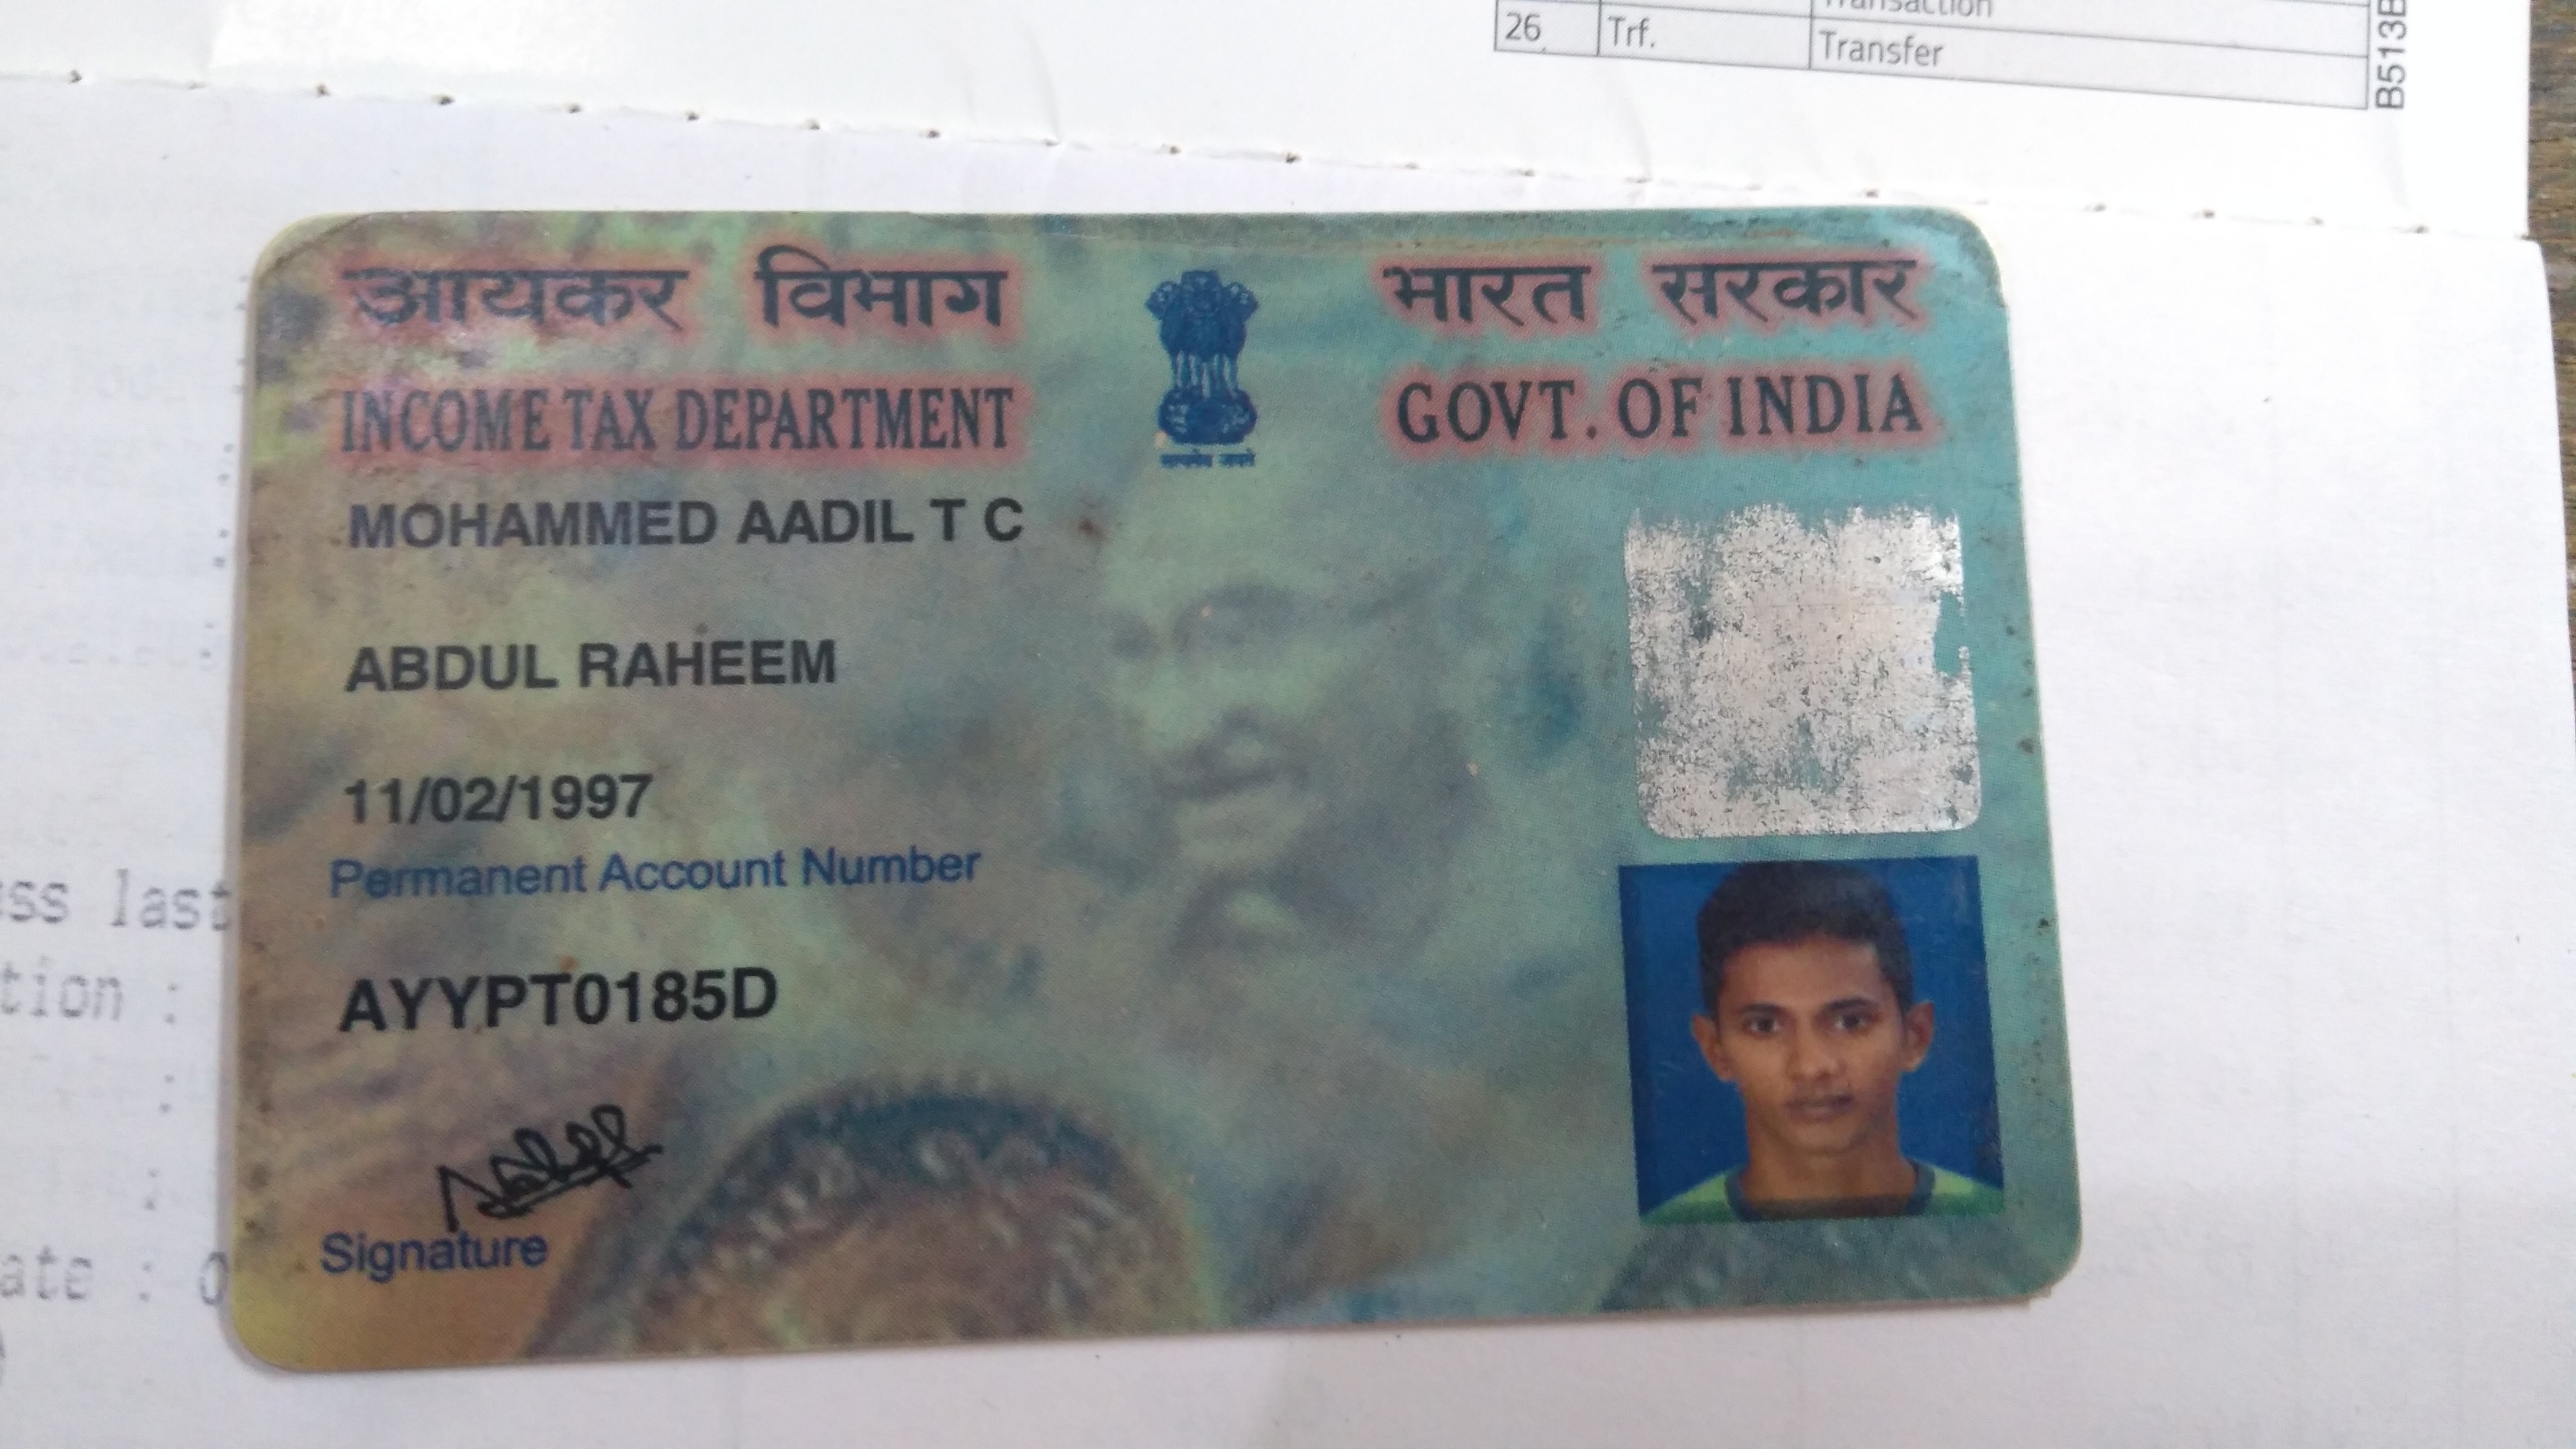 Transaction
26 Trf. Transfer
B513B
आयकर विभाग भारत सरकार
INCOME TAX DEPARTMENT GOVT. OF INDIA
सत्यमेव जयते
MOHAMMED AADIL T C
ABDUL RAHEEM
11/02/1997
Permanent Account Number
AYYPT0185D
Signature
last
tion :
ate : 0